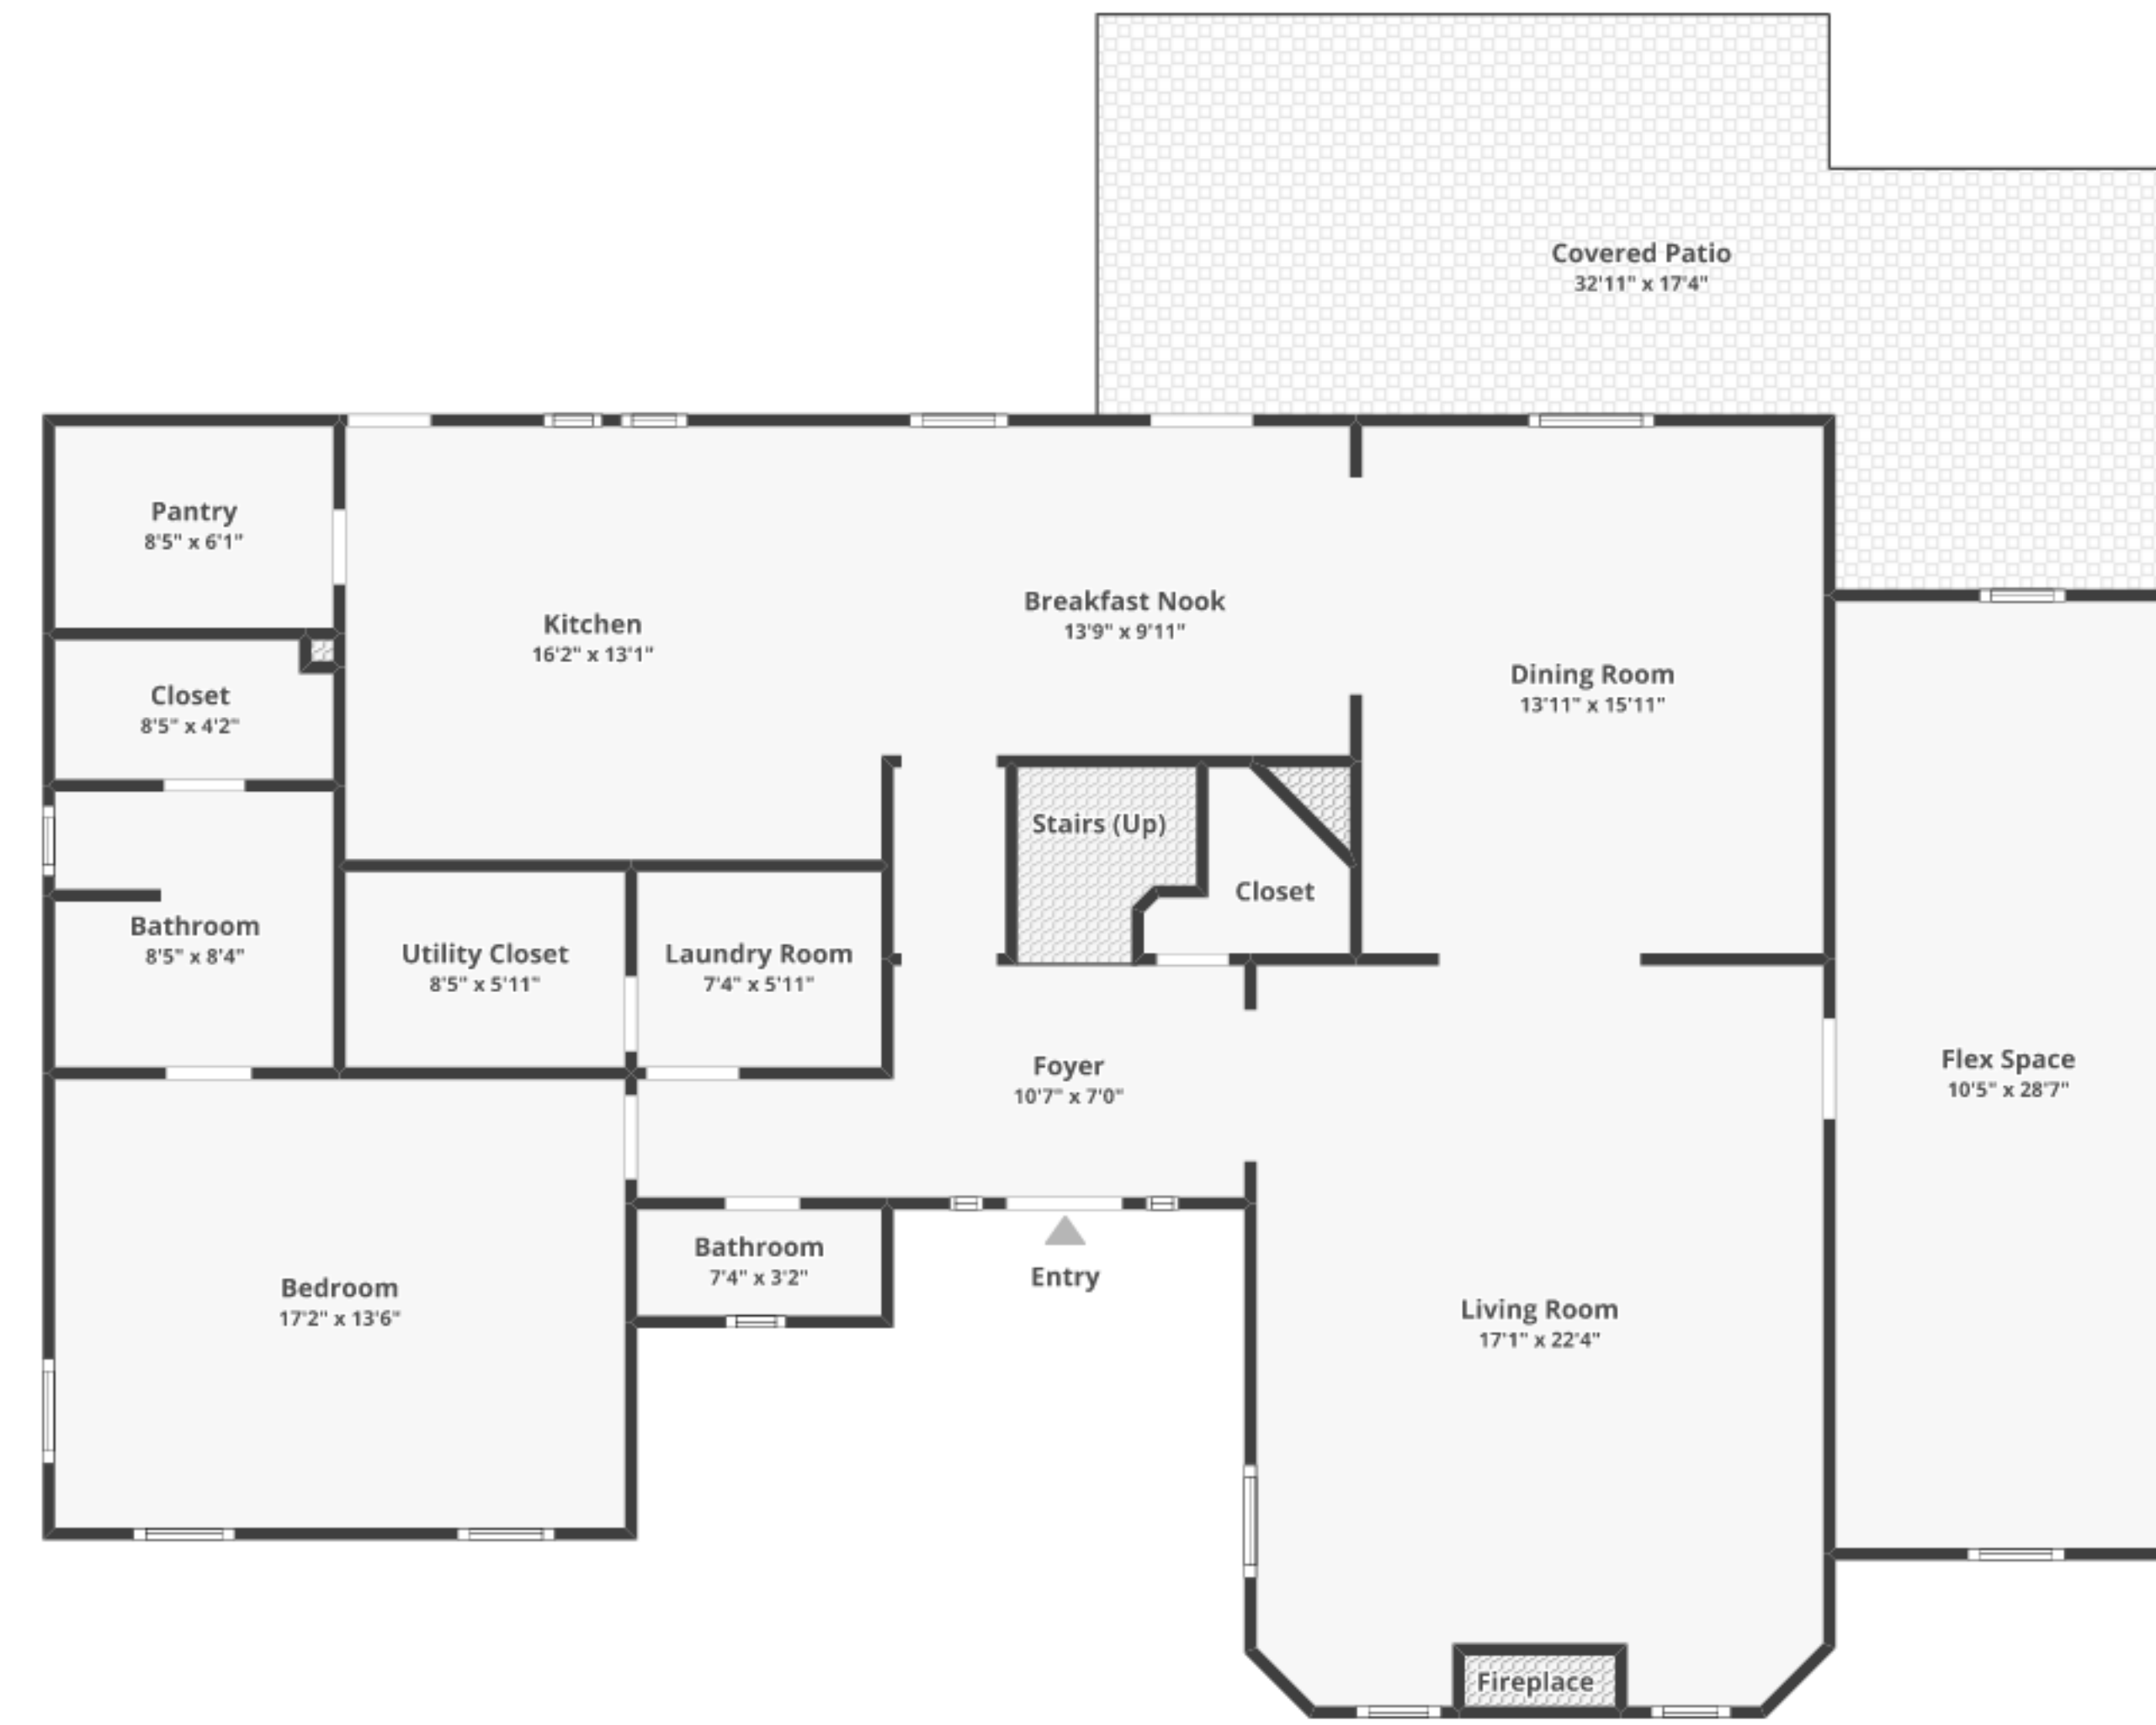 Covered Patio
32'11" x 17'4"
Pantry
8'5" x 6'1"
Kitchen
16'2" x 13'1"
Breakfast Nook
13'9" x 9'11"
Dining Room
13'11" x 15'11"
Closet
8'5" x 4'2"
Stairs (Up)
Closet
Bathroom
8'5" x 8'4"
Utility Closet
8'5" x 5'11"
Laundry Room
7'4" x 5'11"
Foyer
10'7" x 7'0"
Flex Space
10'5" x 28'7"
Bathroom
7'4" x 3'2"
Entry
Bedroom
17'2" x 13'6"
Living Room
17'1" x 22'4"
Fireplace